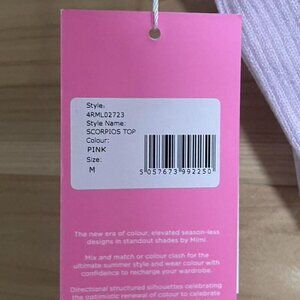 Style:
4RML02723
Style Name:
SCORPIOS TOP
Colour:
PINK
Size:
M
5 057673 992250
The new era of colour, elevated season-less
designs in standout shades by Mimi.
Mix and match or colour clash for the
ultimate summer style and wear colour with
confidence to recharge your wardrobe.
Directional structured silhouettes celebrating
the optimistic renewal of colour to celebrate